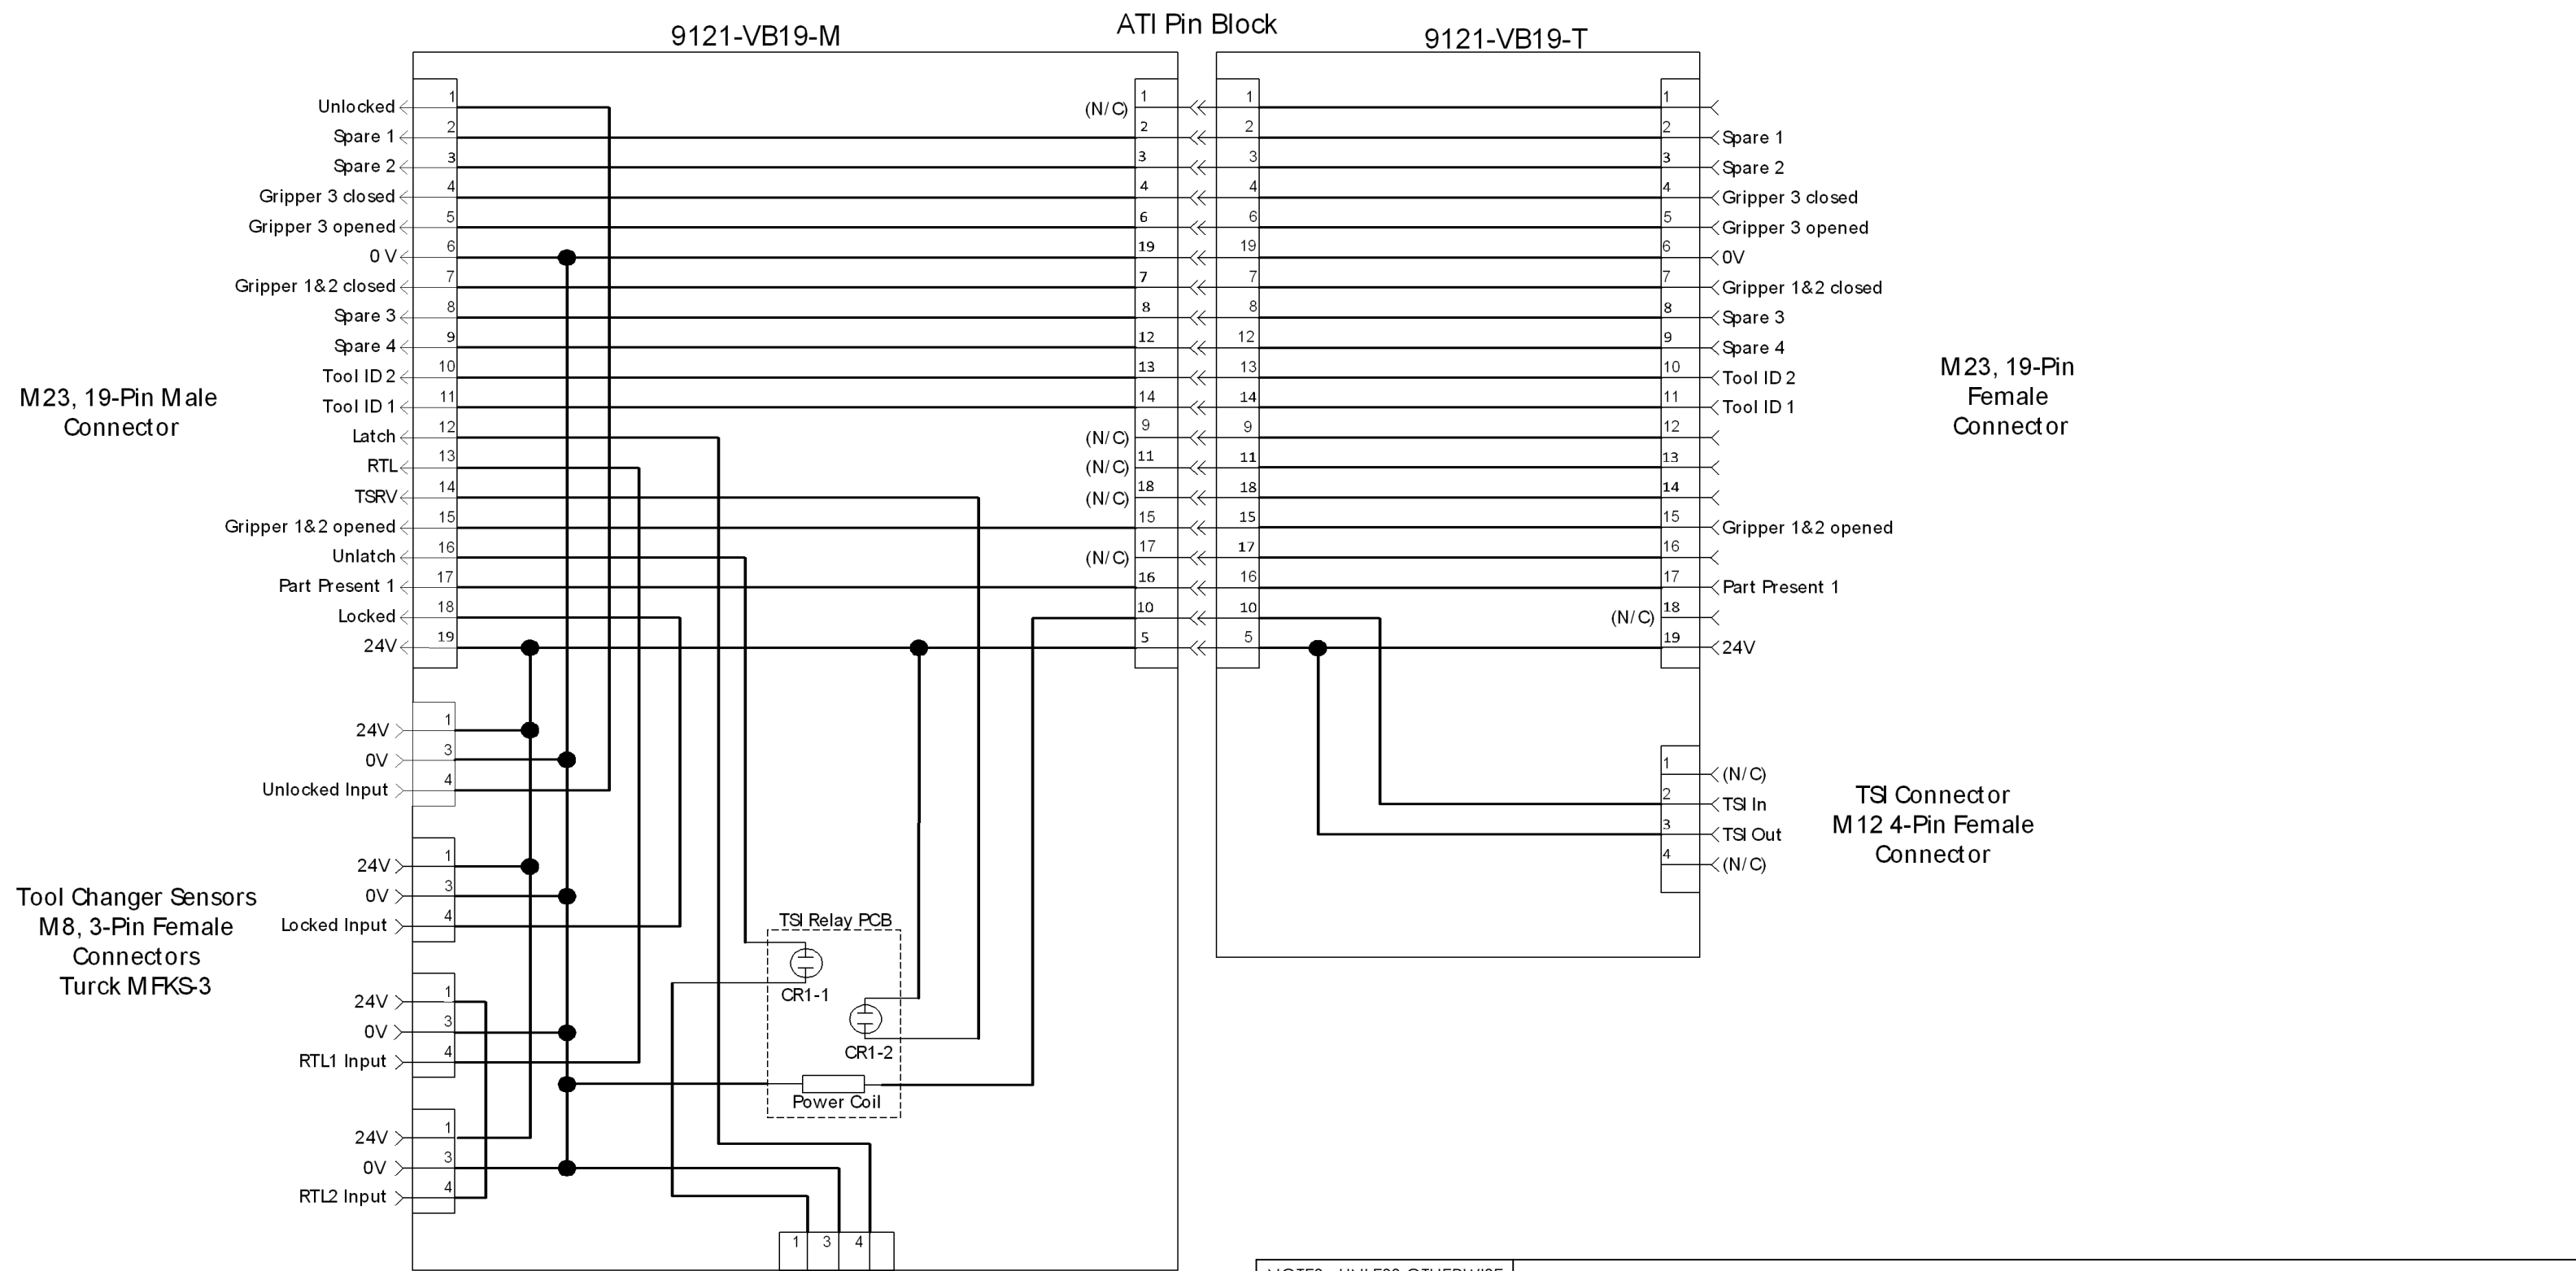 ATI Pin Block
9121-VB19-M
9121-VB19-T
Unlocked 1 (N/C) 1 1 1
Spare 1 2 2 2 2 Spare 1
Spare 2 3 3 3 3 Spare 2
Gripper 3 closed 4 4 4 4 Gripper 3 closed
Gripper 3 opened 5 6 6 5 Gripper 3 opened
0 V 6 19 19 6 0V
Gripper 1&2 closed 7 7 7 7 Gripper 1&2 closed
Spare 3 8 8 8 8 Spare 3
Spare 4 9 12 12 9 Spare 4
Tool ID 2 10 13 13 10 Tool ID 2
Tool ID 1 11 14 14 11 Tool ID 1
Latch 12 (N/C) 9 9 12
RTL 13 (N/C) 11 11 13
TSRV 14 (N/C) 18 18 14
Gripper 1&2 opened 15 15 15 15 Gripper 1&2 opened
Unlatch 16 (N/C) 17 17 16
Part Present 1 17 16 16 17 Part Present 1
Locked 18 10 10 (N/C) 18
24V 19 5 5 19 24V
M23, 19-Pin Male
Connector
M23, 19-Pin
Female
Connector
24V 1
0V 3
Unlocked Input 4
24V 1
0V 3
Locked Input 4
24V 1
0V 3
RTL1 Input 4
24V 1
0V 3
RTL2 Input 4
Tool Changer Sensors
M8, 3-Pin Female
Connectors
Turck MFKS-3
TSI Relay PCB
CR1-1
CR1-2
Power Coil
1 3 4
1 (N/C)
2 TSI In
3 TSI Out
4 (N/C)
TSI Connector
M12 4-Pin Female
Connector